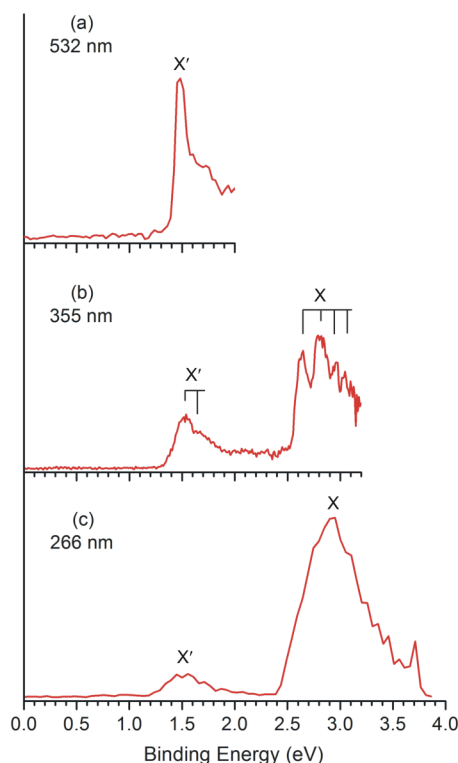 (a)
532 nm
X′
(b)
355 nm
X
X′
(c)
266 nm
X
X′
0.0 0.5 1.0 1.5 2.0 2.5 3.0 3.5 4.0
Binding Energy (eV)